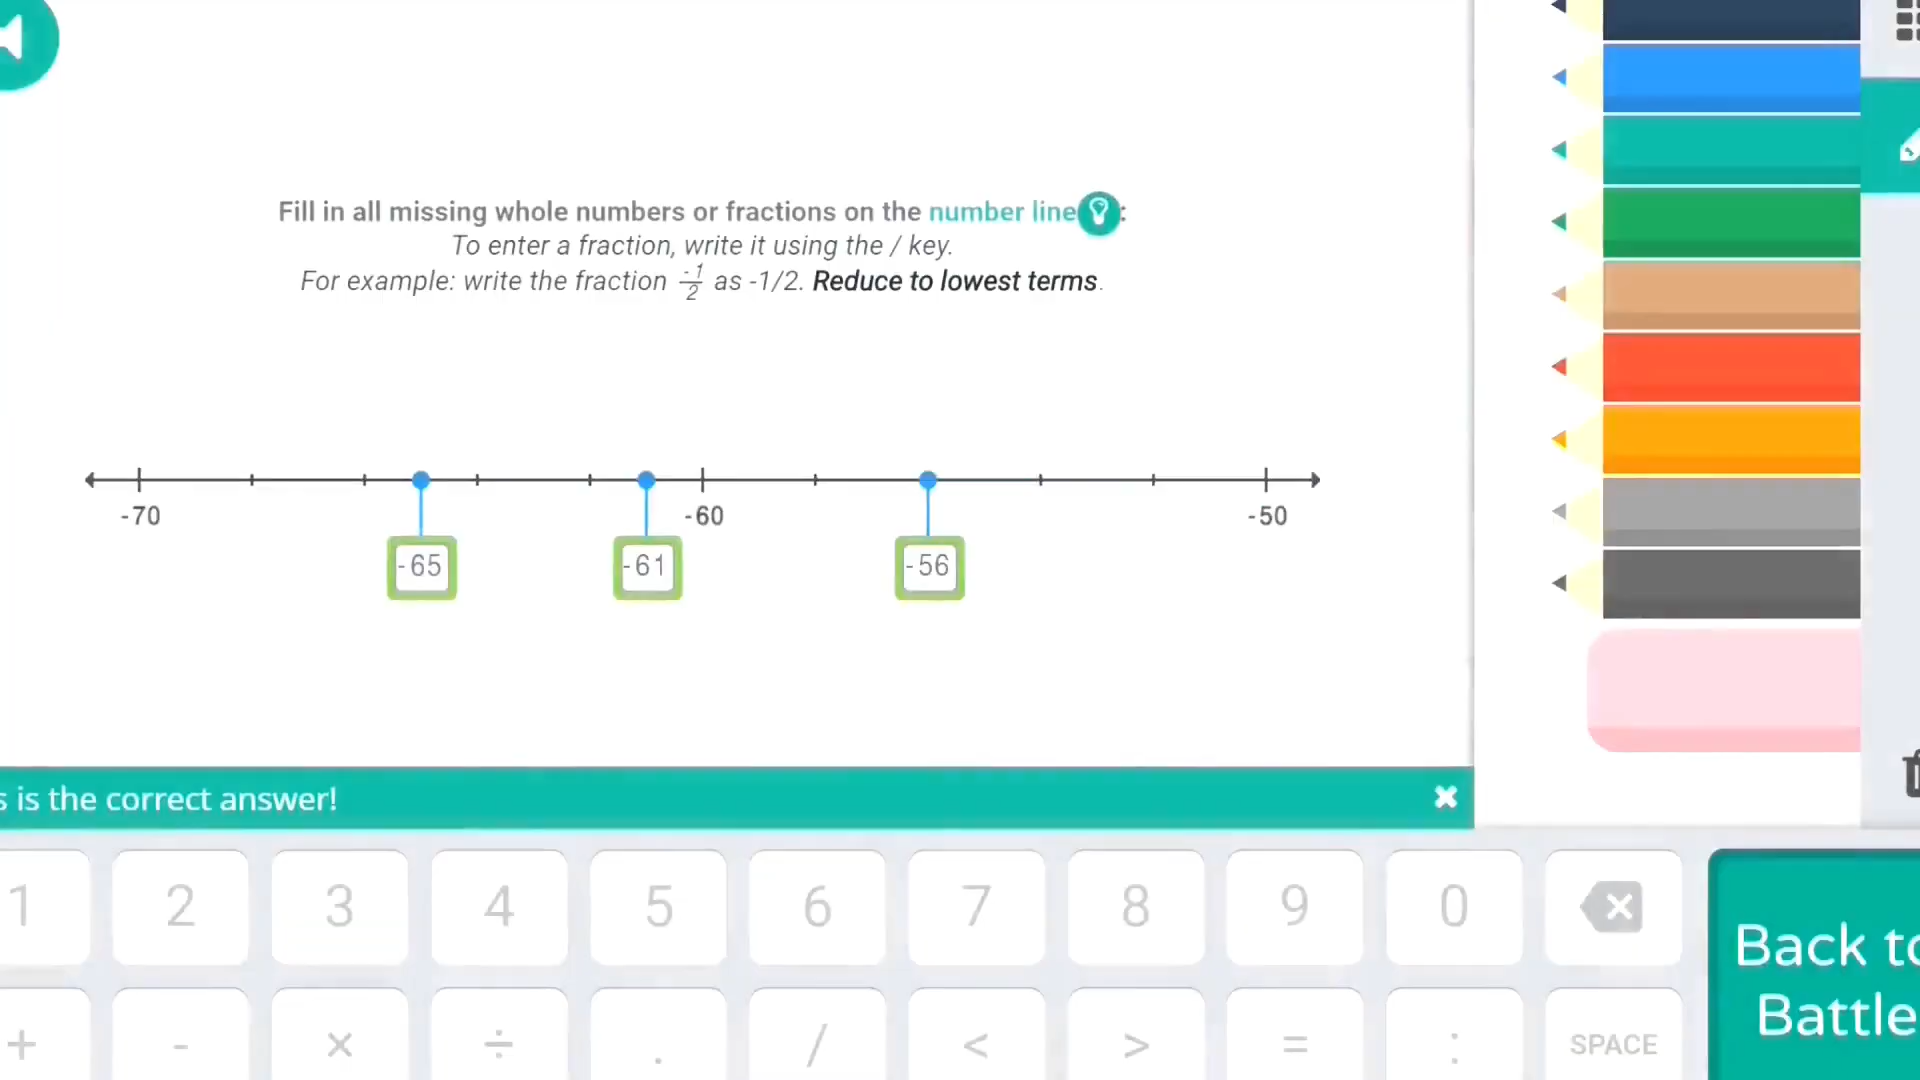 Fill in all missing whole numbers or fractions on the number line:
To enter a fraction, write it using the / key.
For example: write the fraction -1/2 as -1/2. Reduce to lowest terms.
-70 -60 -50
-65 -61 -56
s is the correct answer!
1 2 3 4 5 6 7 8 9 0
+ - × ÷ . / < > = : SPACE
Back to
Battle